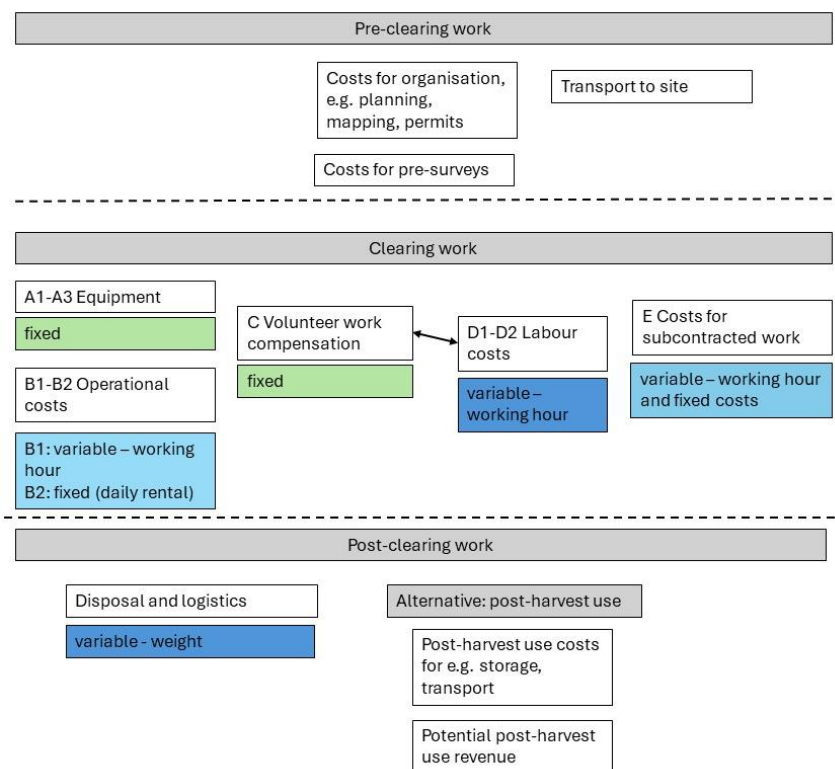 Pre-clearing work
Costs for organisation,
e.g. planning,
mapping, permits
Transport to site
Costs for pre-surveys
Clearing work
A1-A3 Equipment
fixed
B1-B2 Operational
costs
B1: variable – working
hour
B2: fixed (daily rental)
C Volunteer work
compensation
fixed
D1-D2 Labour
costs
variable –
working hour
E Costs for
subcontracted work
variable – working hour
and fixed costs
Post-clearing work
Disposal and logistics
variable - weight
Alternative: post-harvest use
Post-harvest use costs
for e.g. storage,
transport
Potential post-harvest
use revenue